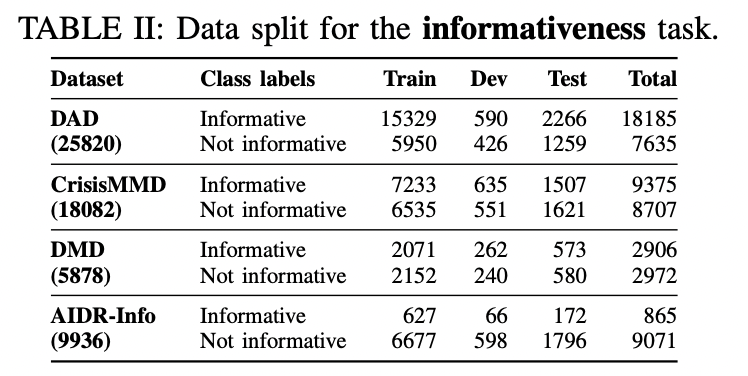 TABLE II: Data split for the informativeness task.
Dataset Class labels Train Dev Test Total
DAD Informative 15329 590 2266 18185
(25820) Not informative 5950 426 1259 7635
CrisisMMD Informative 7233 635 1507 9375
(18082) Not informative 6535 551 1621 8707
DMD Informative 2071 262 573 2906
(5878) Not informative 2152 240 580 2972
AIDR-Info Informative 627 66 172 865
(9936) Not informative 6677 598 1796 9071